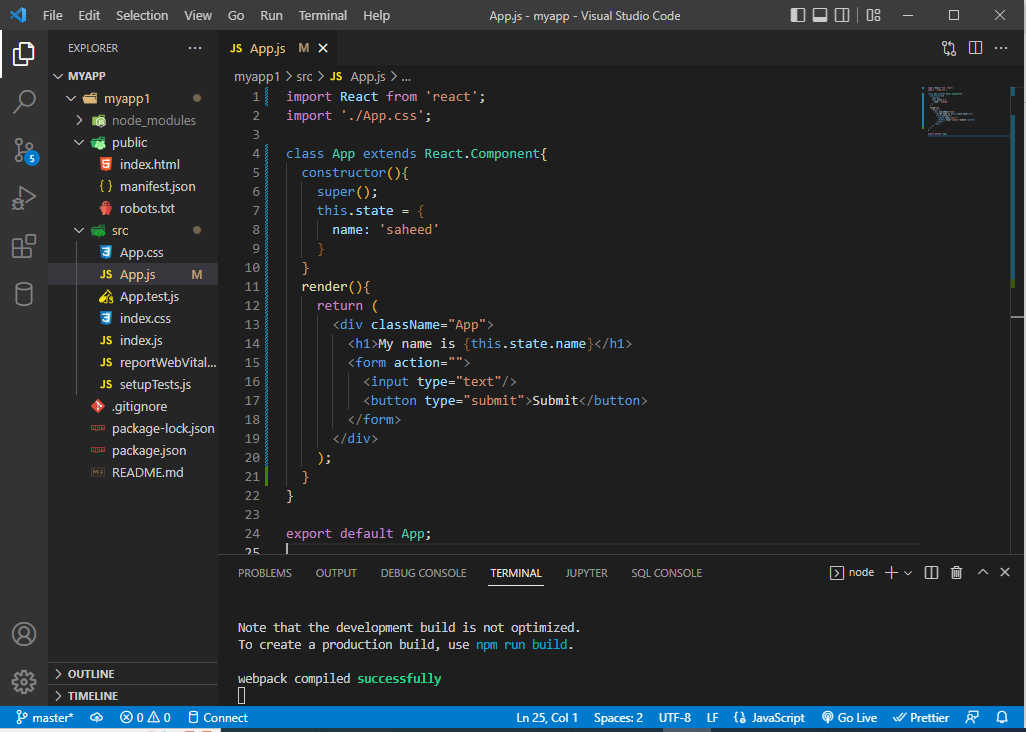 File Edit Selection View Go Run Terminal Help App.js - myapp - Visual Studio Code
EXPLORER
MYAPP
myapp1
node_modules
public
index.html
manifest.json
robots.txt
src
App.css
App.js M
App.test.js
index.css
index.js
reportWebVital...
setupTests.js
.gitignore
package-lock.json
package.json
README.md
OUTLINE
TIMELINE
5
JS App.js M
myapp1 > src > JS App.js > ...
1 import React from 'react';
2 import './App.css';
3
4 class App extends React.Component{
5 constructor(){
6 super();
7 this.state = {
8 name: 'saheed'
9 }
10 }
11 render(){
12 return (
13 <div className="App">
14 <h1>My name is {this.state.name}</h1>
15 <form action="">
16 <input type="text"/>
17 <button type="submit">Submit</button>
18 </form>
19 </div>
20 );
21 }
22 }
23
24 export default App;
25
PROBLEMS OUTPUT DEBUG CONSOLE TERMINAL JUPYTER SQL CONSOLE node
Note that the development build is not optimized.
To create a production build, use npm run build.
webpack compiled successfully
master* 0 0 Connect Ln 25, Col 1 Spaces: 2 UTF-8 LF JavaScript Go Live Prettier